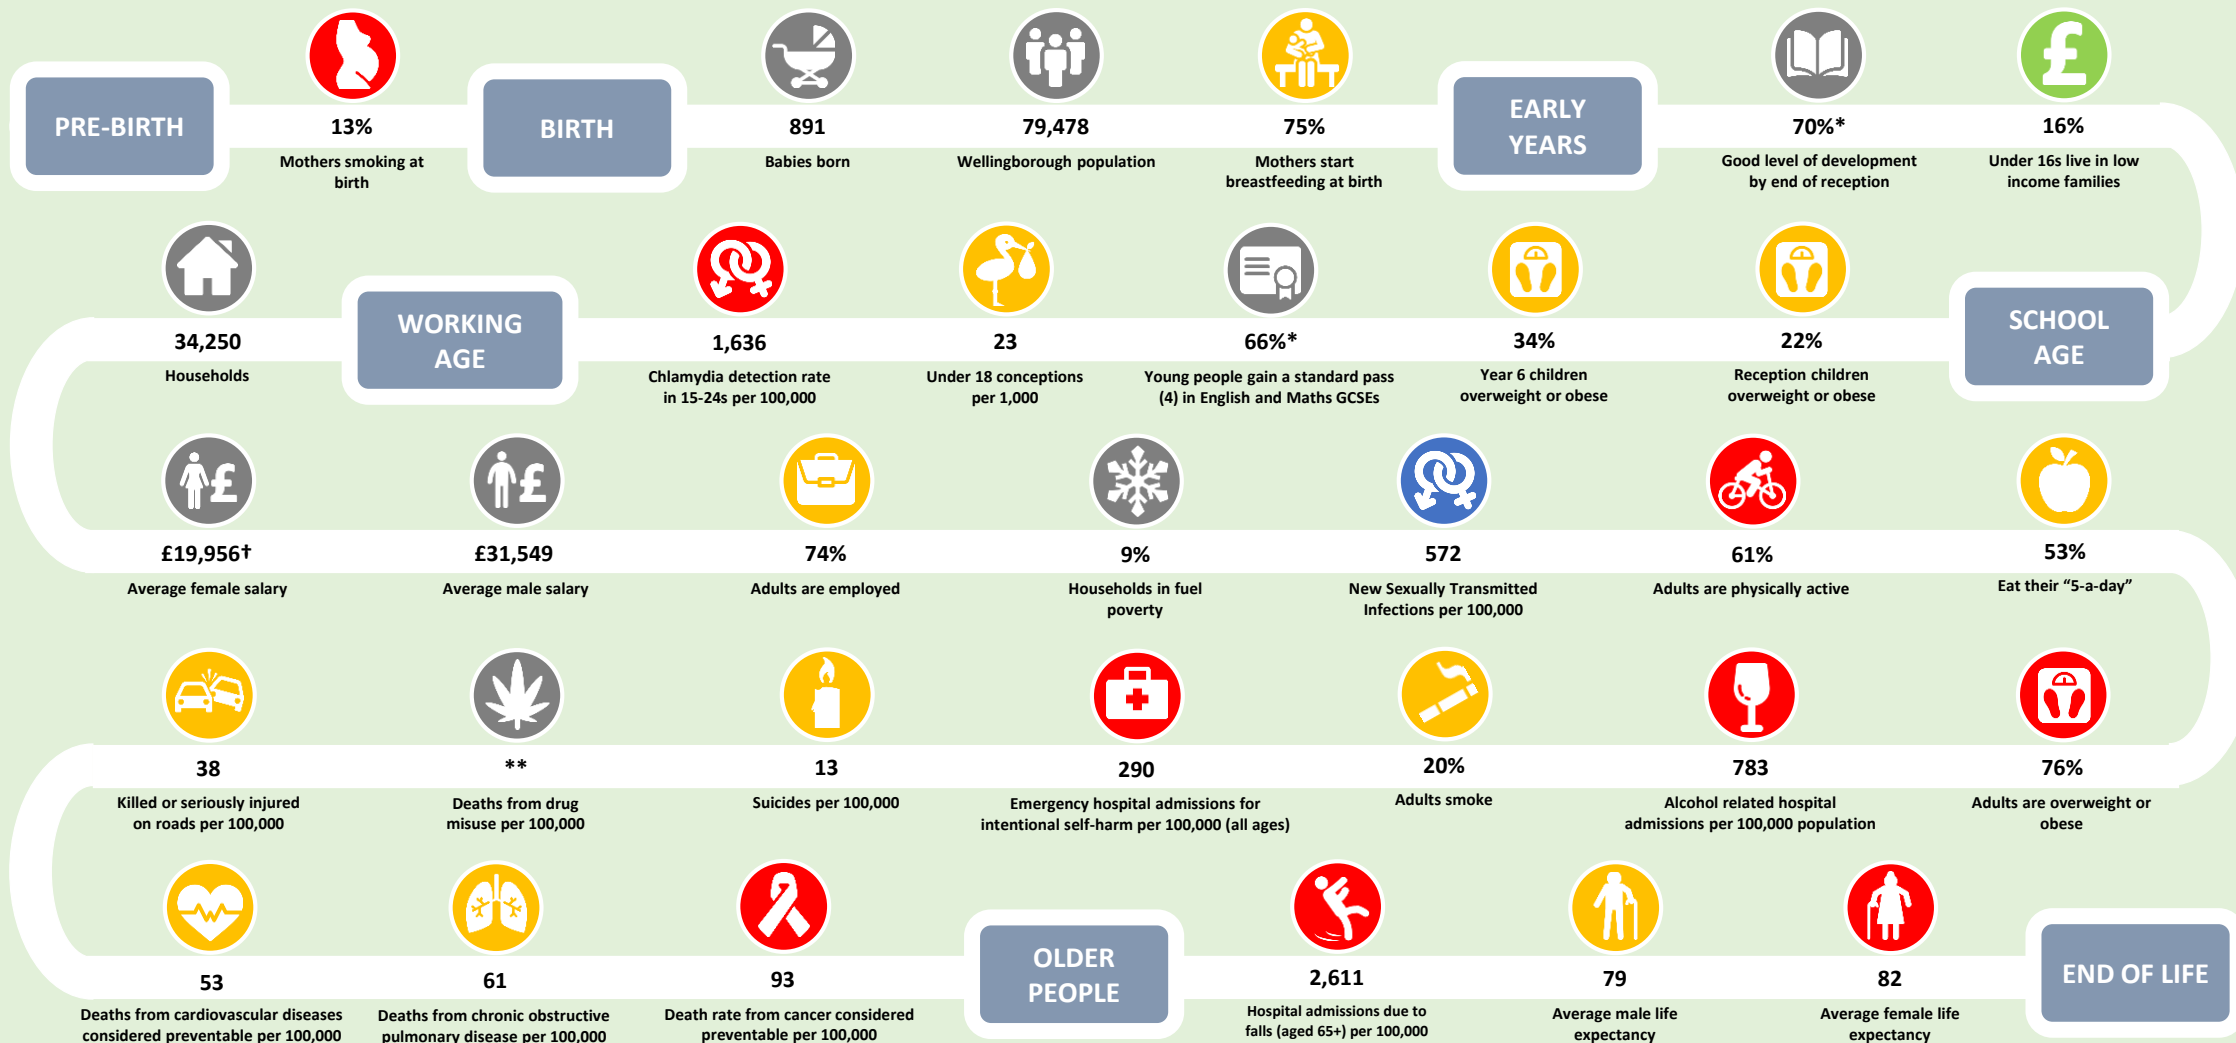 PRE-BIRTH
13%
Mothers smoking at
birth
BIRTH
891
Babies born
79,478
Wellingborough population
75%
Mothers start
breastfeeding at birth
EARLY
YEARS
70%*
Good level of development
by end of reception
£
16%
Under 16s live in low
income families
34,250
Households
WORKING
AGE
1,636
Chlamydia detection rate
in 15-24s per 100,000
23
Under 18 conceptions
per 1,000
66%*
Young people gain a standard pass
(4) in English and Maths GCSEs
34%
Year 6 children
overweight or obese
22%
Reception children
overweight or obese
SCHOOL
AGE
£
£19,956†
Average female salary
£
£31,549
Average male salary
74%
Adults are employed
9%
Households in fuel
poverty
572
New Sexually Transmitted
Infections per 100,000
61%
Adults are physically active
53%
Eat their “5-a-day”
38
Killed or seriously injured
on roads per 100,000
**
Deaths from drug
misuse per 100,000
13
Suicides per 100,000
290
Emergency hospital admissions for
intentional self-harm per 100,000 (all ages)
20%
Adults smoke
783
Alcohol related hospital
admissions per 100,000 population
76%
Adults are overweight or
obese
53
Deaths from cardiovascular diseases
considered preventable per 100,000
61
Deaths from chronic obstructive
pulmonary disease per 100,000
93
Death rate from cancer considered
preventable per 100,000
OLDER
PEOPLE
2,611
Hospital admissions due to
falls (aged 65+) per 100,000
79
Average male life
expectancy
82
Average female life
expectancy
END OF LIFE